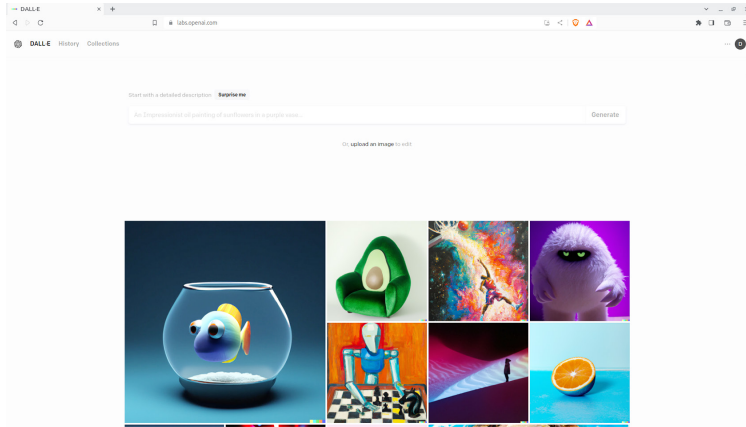 DALL·E
labs.openai.com
DALL·E History Collections
D
Start with a detailed description Surprise me
An Impressionist oil painting of sunflowers in a purple vase… Generate
Or, upload an image to edit